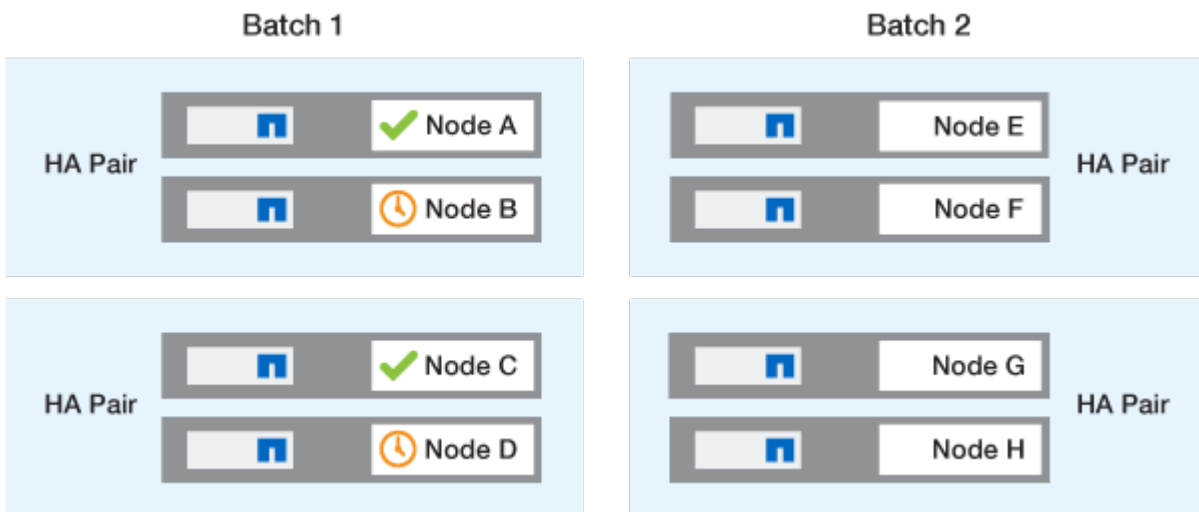 Batch 1
Batch 2
HA Pair
Node A
Node B
Node E
Node F
HA Pair
HA Pair
Node C
Node D
Node G
Node H
HA Pair